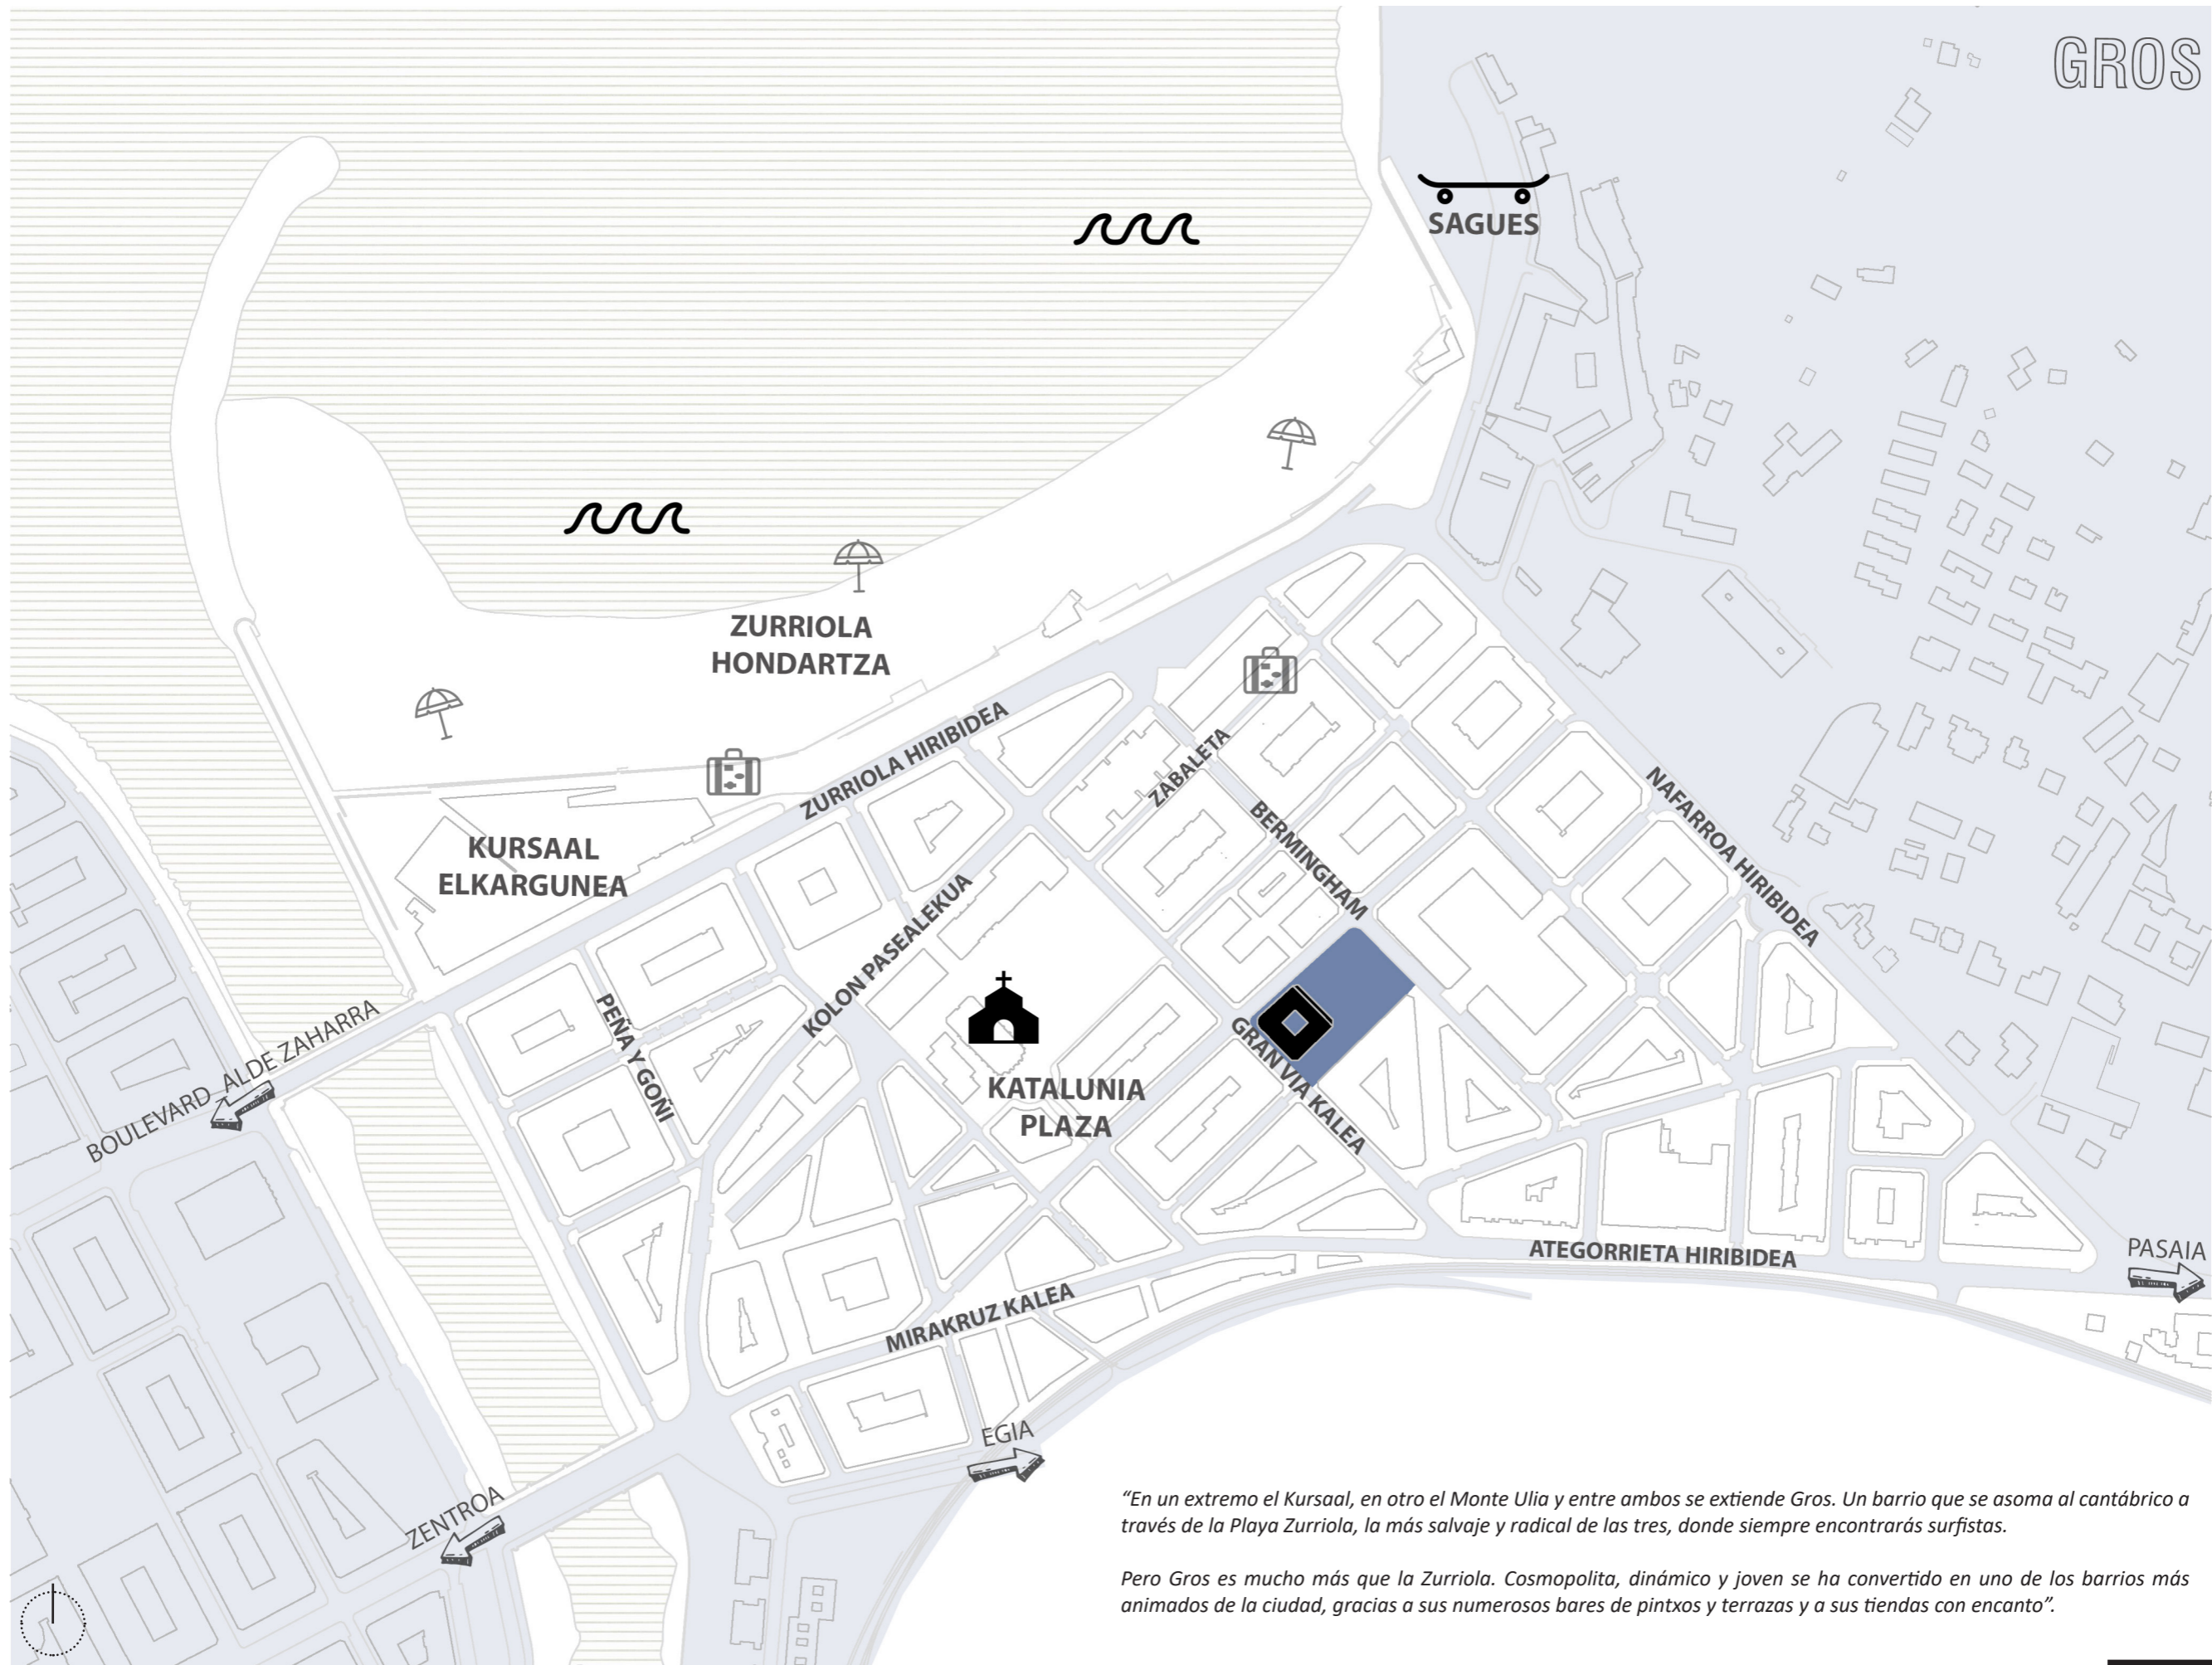 GROS
SAGUES
ZURRIOLA
HONDARTZA
ZURRIOLA HIRIBIDEA
ZABALETA
BERMINGHAM
NAFARROA HIRIBIDEA
KURSAAL
ELKARGUNEA
KOLON PASEALEKUA
PEÑA Y GOÑI
BOULEVARD_ALDE ZAHARRA
KATALUNIA
PLAZA
GRAN VIA KALEA
ATEGORRIETA HIRIBIDEA
PASAIA
MIRAKRUZ KALEA
EGIA
ZENTROA
“En un extremo el Kursaal, en otro el Monte Ulia y entre ambos se extiende Gros. Un barrio que se asoma al cantábrico a
través de la Playa Zurriola, la más salvaje y radical de las tres, donde siempre encontrarás surfistas.
Pero Gros es mucho más que la Zurriola. Cosmopolita, dinámico y joven se ha convertido en uno de los barrios más
animados de la ciudad, gracias a sus numerosos bares de pintxos y terrazas y a sus tiendas con encanto”.